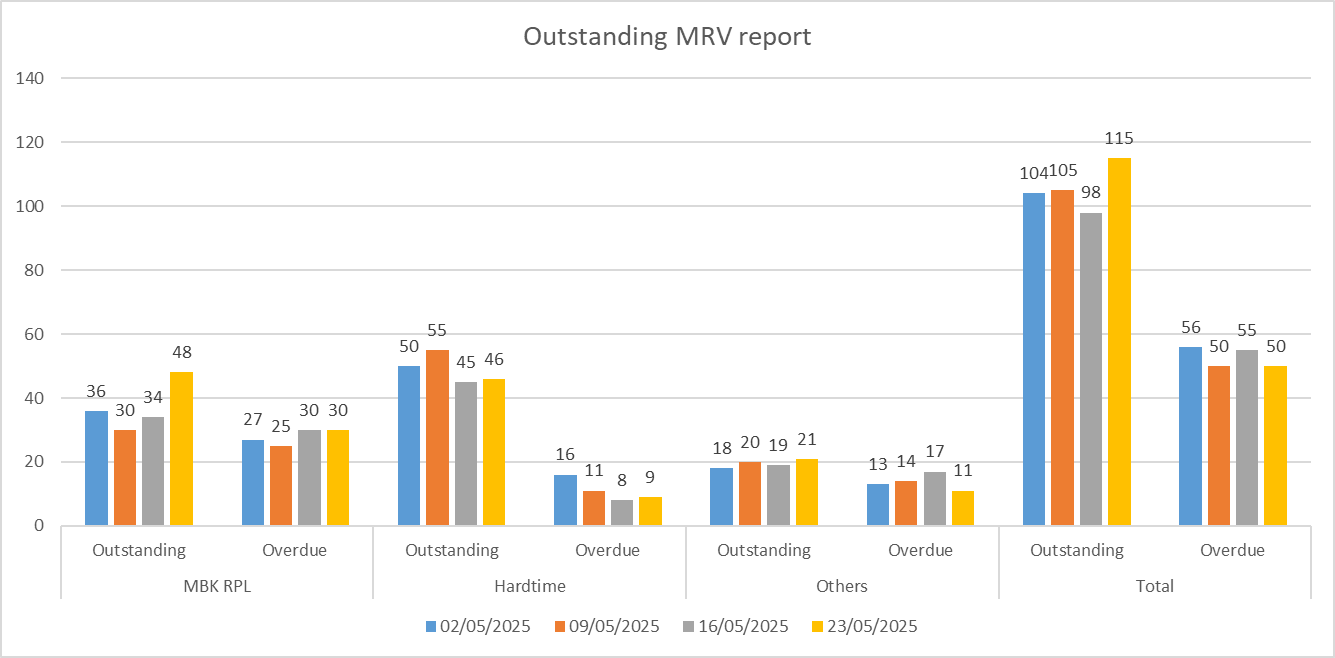 Outstanding MRV report
140
120
100
80
60
40
20
0
36 30 34 48
27 25 30 30
50 55 45 46
16 11 8 9
18 20 19 21
13 14 17 11
104 105 98 115
56 50 55 50
Outstanding Overdue Outstanding Overdue Outstanding Overdue Outstanding Overdue
MBK RPL Hardtime Others Total
02/05/2025 09/05/2025 16/05/2025 23/05/2025